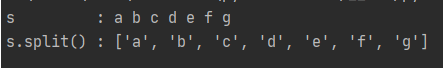 s         : a b c d e f g
s.split() : ['a', 'b', 'c', 'd', 'e', 'f', 'g']